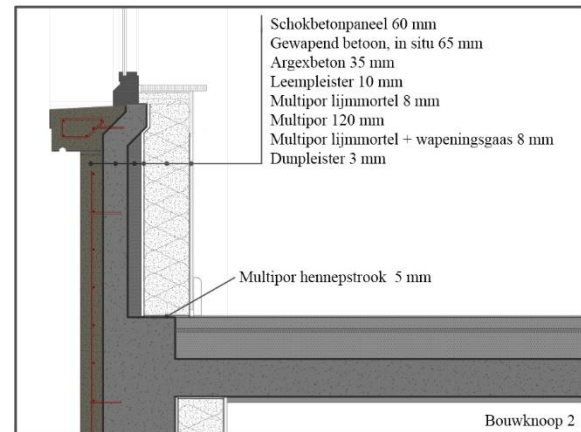 Schokbetonpaneel 60 mm
Gewapend betoon, in situ 65 mm
Argexbeton 35 mm
Leempleister 10 mm
Multipor lijmmortel 8 mm
Multipor 120 mm
Multipor lijmmortel + wapeningsgaas 8 mm
Dunpleister 3 mm
Multipor hennepstrook 5 mm
Bouwknoop 2